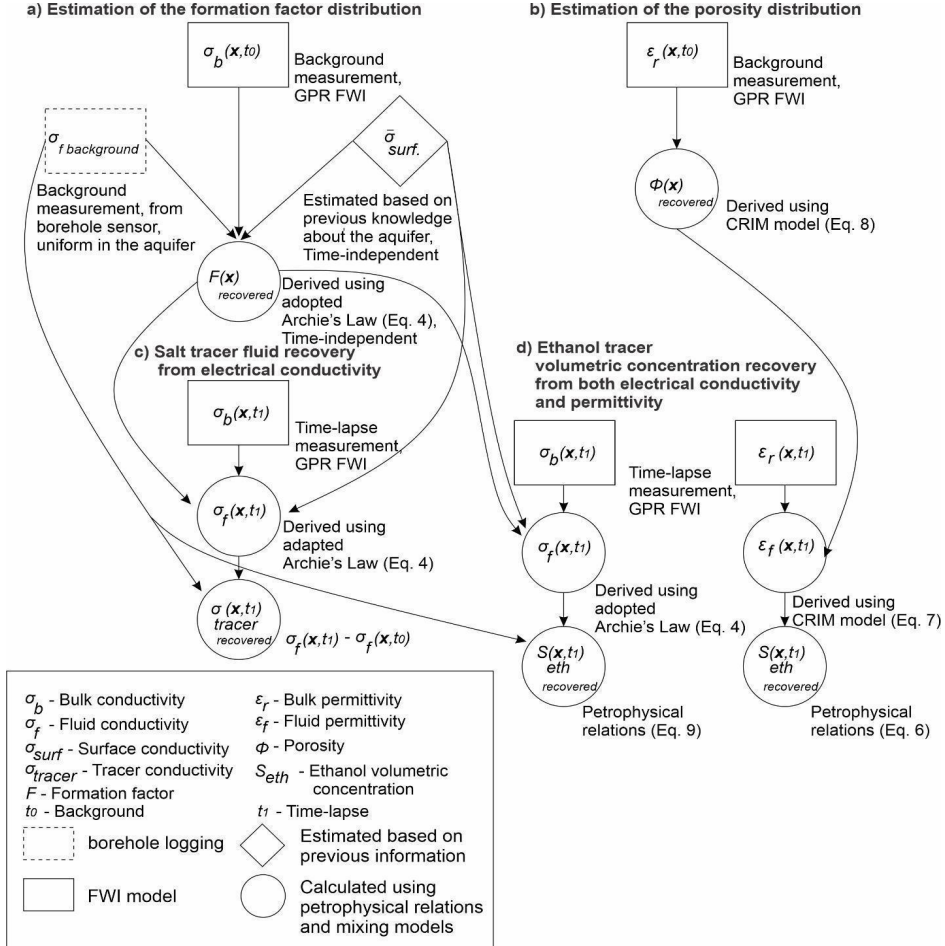 a) Estimation of the formation factor distribution
σb(x,t0)
Background
measurement,
GPR FWI
σf background
Background
measurement, from
borehole sensor,
uniform in the aquifer
σ̄surf.
Estimated based on
previous knowledge
about the aquifer,
Time-independent
F(x)
recovered
Derived using
adopted
Archie's Law (Eq. 4),
Time-independent
b) Estimation of the porosity distribution
εr(x,t0)
Background
measurement,
GPR FWI
Φ(x)
recovered
Derived using
CRIM model (Eq. 8)
c) Salt tracer fluid recovery
from electrical conductivity
σb(x,t1)
Time-lapse
measurement,
GPR FWI
σf(x,t1)
Derived using
adapted
Archie's Law (Eq. 4)
σ(x,t1)
tracer
recovered
σf(x,t1) - σf(x,t0)
d) Ethanol tracer
volumetric concentration recovery
from both electrical conductivity
and permittivity
σb(x,t1)
Time-lapse
measurement,
GPR FWI
σf(x,t1)
Derived using
adopted
Archie's Law (Eq. 4)
S(x,t1)
eth
recovered
Petrophysical
relations (Eq. 9)
εr(x,t1)
εf(x,t1)
Derived using
CRIM model (Eq. 7)
S(x,t1)
eth
recovered
Petrophysical
relations (Eq. 6)
σb - Bulk conductivity
σf - Fluid conductivity
σsurf - Surface conductivity
σtracer - Tracer conductivity
F - Formation factor
t0 - Background
εr - Bulk permittivity
εf - Fluid permittivity
Φ - Porosity
Seth - Ethanol volumetric
concentration
t1 - Time-lapse
borehole logging
Estimated based on
previous information
FWI model
Calculated using
petrophysical relations
and mixing models